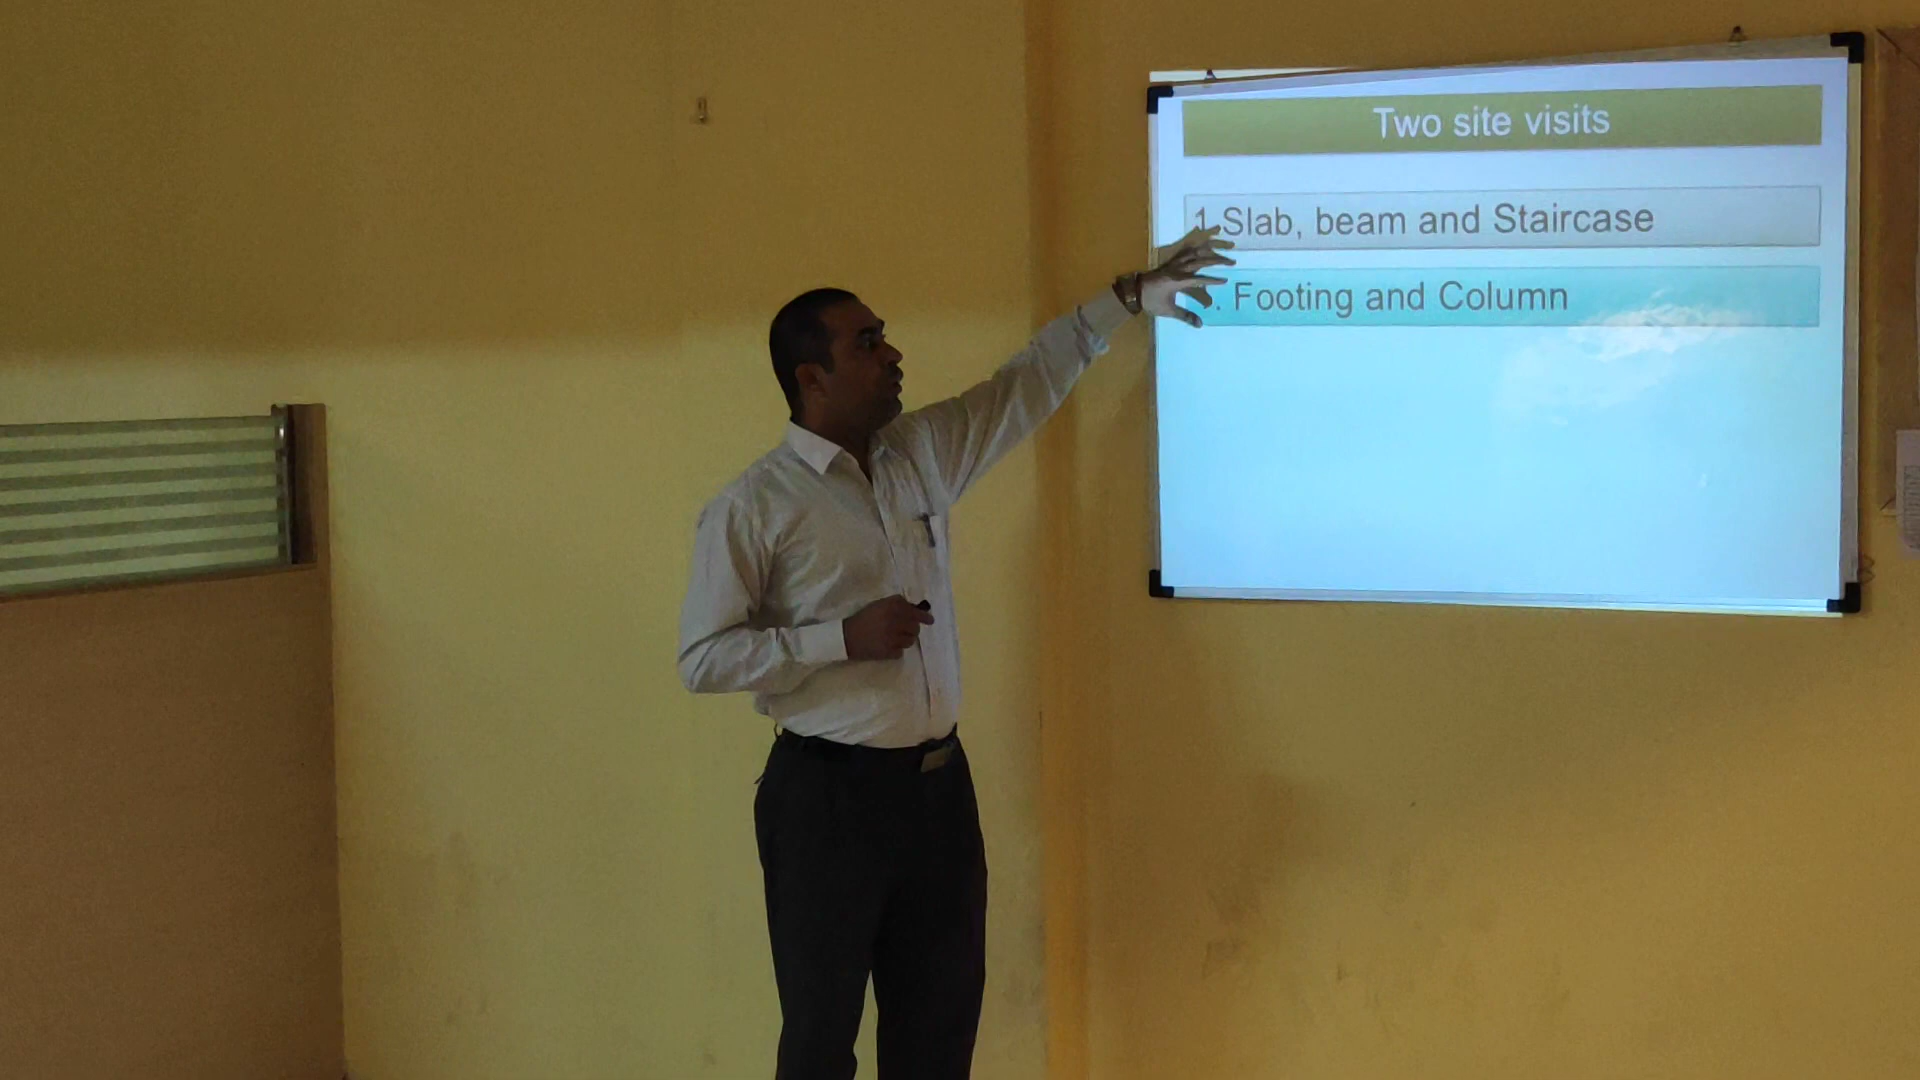 Two site visits
1.Slab, beam and Staircase
. Footing and Column